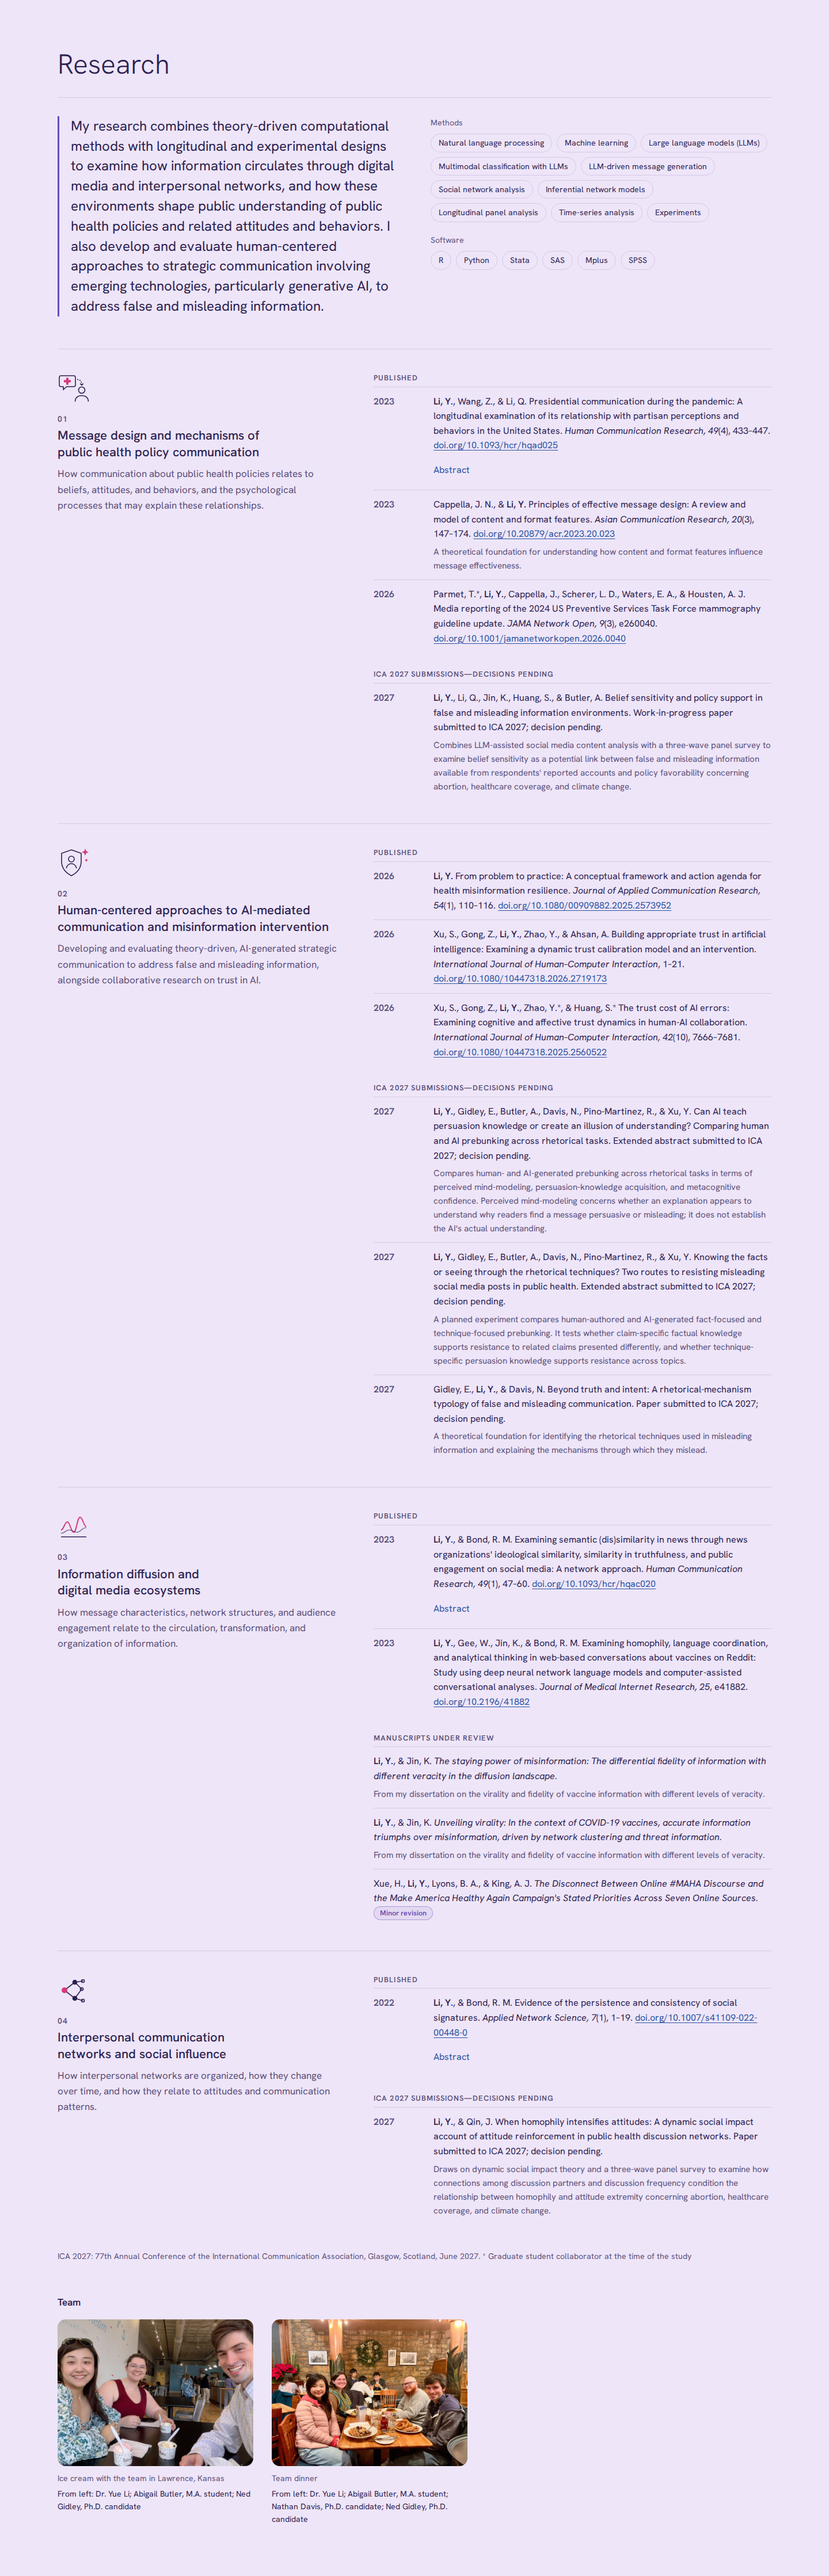 Research
My research combines theory-driven computational
methods with longitudinal and experimental designs
to examine how information circulates through digital
media and interpersonal networks, and how these
environments shape public understanding of public
health policies and related attitudes and behaviors. I
also develop and evaluate human-centered
approaches to strategic communication involving
emerging technologies, particularly generative AI, to
address false and misleading information.
Methods
Natural language processing
Machine learning
Large language models (LLMs)
Multimodal classification with LLMs
LLM-driven message generation
Social network analysis
Inferential network models
Longitudinal panel analysis
Time-series analysis
Experiments
Software
R
Python
Stata
SAS
Mplus
SPSS
01
Message design and mechanisms of
public health policy communication
How communication about public health policies relates to
beliefs, attitudes, and behaviors, and the psychological
processes that may explain these relationships.
PUBLISHED
2023
Li, Y., Wang, Z., & Li, Q. Presidential communication during the pandemic: A
longitudinal examination of its relationship with partisan perceptions and
behaviors in the United States. Human Communication Research, 49(4), 433–447.
doi.org/10.1093/hcr/hqad025
Abstract
2023
Cappella, J. N., & Li, Y. Principles of effective message design: A review and
model of content and format features. Asian Communication Research, 20(3),
147–174. doi.org/10.20879/acr.2023.20.023
A theoretical foundation for understanding how content and format features influence
message effectiveness.
2026
Parmet, T.*, Li, Y., Cappella, J., Scherer, L. D., Waters, E. A., & Housten, A. J.
Media reporting of the 2024 US Preventive Services Task Force mammography
guideline update. JAMA Network Open, 9(3), e260040.
doi.org/10.1001/jamanetworkopen.2026.0040
ICA 2027 SUBMISSIONS—DECISIONS PENDING
2027
Li, Y., Li, Q., Jin, K., Huang, S., & Butler, A. Belief sensitivity and policy support in
false and misleading information environments. Work-in-progress paper
submitted to ICA 2027; decision pending.
Combines LLM-assisted social media content analysis with a three-wave panel survey to
examine belief sensitivity as a potential link between false and misleading information
available from respondents' reported accounts and policy favorability concerning
abortion, healthcare coverage, and climate change.
02
Human-centered approaches to AI-mediated
communication and misinformation intervention
Developing and evaluating theory-driven, AI-generated strategic
communication to address false and misleading information,
alongside collaborative research on trust in AI.
PUBLISHED
2026
Li, Y. From problem to practice: A conceptual framework and action agenda for
health misinformation resilience. Journal of Applied Communication Research,
54(1), 110–116. doi.org/10.1080/00909882.2025.2573952
2026
Xu, S., Gong, Z., Li, Y., Zhao, Y., & Ahsan, A. Building appropriate trust in artificial
intelligence: Examining a dynamic trust calibration model and an intervention.
International Journal of Human–Computer Interaction, 1–21.
doi.org/10.1080/10447318.2026.2719173
2026
Xu, S., Gong, Z., Li, Y., Zhao, Y.*, & Huang, S.* The trust cost of AI errors:
Examining cognitive and affective trust dynamics in human-AI collaboration.
International Journal of Human–Computer Interaction, 42(10), 7666–7681.
doi.org/10.1080/10447318.2025.2560522
ICA 2027 SUBMISSIONS—DECISIONS PENDING
2027
Li, Y., Gidley, E., Butler, A., Davis, N., Pino-Martinez, R., & Xu, Y. Can AI teach
persuasion knowledge or create an illusion of understanding? Comparing human
and AI prebunking across rhetorical tasks. Extended abstract submitted to ICA
2027; decision pending.
Compares human- and AI-generated prebunking across rhetorical tasks in terms of
perceived mind-modeling, persuasion-knowledge acquisition, and metacognitive
confidence. Perceived mind-modeling concerns whether an explanation appears to
understand why readers find a message persuasive or misleading; it does not establish
the AI's actual understanding.
2027
Li, Y., Gidley, E., Butler, A., Davis, N., Pino-Martinez, R., & Xu, Y. Knowing the facts
or seeing through the rhetorical techniques? Two routes to resisting misleading
social media posts in public health. Extended abstract submitted to ICA 2027;
decision pending.
A planned experiment compares human-authored and AI-generated fact-focused and
technique-focused prebunking. It tests whether claim-specific factual knowledge
supports resistance to related claims presented differently, and whether technique-
specific persuasion knowledge supports resistance across topics.
2027
Gidley, E., Li, Y., & Davis, N. Beyond truth and intent: A rhetorical-mechanism
typology of false and misleading communication. Paper submitted to ICA 2027;
decision pending.
A theoretical foundation for identifying the rhetorical techniques used in misleading
information and explaining the mechanisms through which they mislead.
03
Information diffusion and
digital media ecosystems
How message characteristics, network structures, and audience
engagement relate to the circulation, transformation, and
organization of information.
PUBLISHED
2023
Li, Y., & Bond, R. M. Examining semantic (dis)similarity in news through news
organizations' ideological similarity, similarity in truthfulness, and public
engagement on social media: A network approach. Human Communication
Research, 49(1), 47–60. doi.org/10.1093/hcr/hqac020
Abstract
2023
Li, Y., Gee, W., Jin, K., & Bond, R. M. Examining homophily, language coordination,
and analytical thinking in web-based conversations about vaccines on Reddit:
Study using deep neural network language models and computer-assisted
conversational analyses. Journal of Medical Internet Research, 25, e41882.
doi.org/10.2196/41882
MANUSCRIPTS UNDER REVIEW
Li, Y., & Jin, K. The staying power of misinformation: The differential fidelity of information with
different veracity in the diffusion landscape.
From my dissertation on the virality and fidelity of vaccine information with different levels of veracity.
Li, Y., & Jin, K. Unveiling virality: In the context of COVID-19 vaccines, accurate information
triumphs over misinformation, driven by network clustering and threat information.
From my dissertation on the virality and fidelity of vaccine information with different levels of veracity.
Xue, H., Li, Y., Lyons, B. A., & King, A. J. The Disconnect Between Online #MAHA Discourse and
the Make America Healthy Again Campaign's Stated Priorities Across Seven Online Sources.
Minor revision
04
Interpersonal communication
networks and social influence
How interpersonal networks are organized, how they change
over time, and how they relate to attitudes and communication
patterns.
PUBLISHED
2022
Li, Y., & Bond, R. M. Evidence of the persistence and consistency of social
signatures. Applied Network Science, 7(1), 1–19. doi.org/10.1007/s41109-022-
00448-0
Abstract
ICA 2027 SUBMISSIONS—DECISIONS PENDING
2027
Li, Y., & Qin, J. When homophily intensifies attitudes: A dynamic social impact
account of attitude reinforcement in public health discussion networks. Paper
submitted to ICA 2027; decision pending.
Draws on dynamic social impact theory and a three-wave panel survey to examine how
connections among discussion partners and discussion frequency condition the
relationship between homophily and attitude extremity concerning abortion, healthcare
coverage, and climate change.
ICA 2027: 77th Annual Conference of the International Communication Association, Glasgow, Scotland, June 2027. * Graduate student collaborator at the time of the study
Team
Ice cream with the team in Lawrence, Kansas
From left: Dr. Yue Li; Abigail Butler, M.A. student; Ned
Gidley, Ph.D. candidate
Team dinner
From left: Dr. Yue Li; Abigail Butler, M.A. student;
Nathan Davis, Ph.D. candidate; Ned Gidley, Ph.D.
candidate